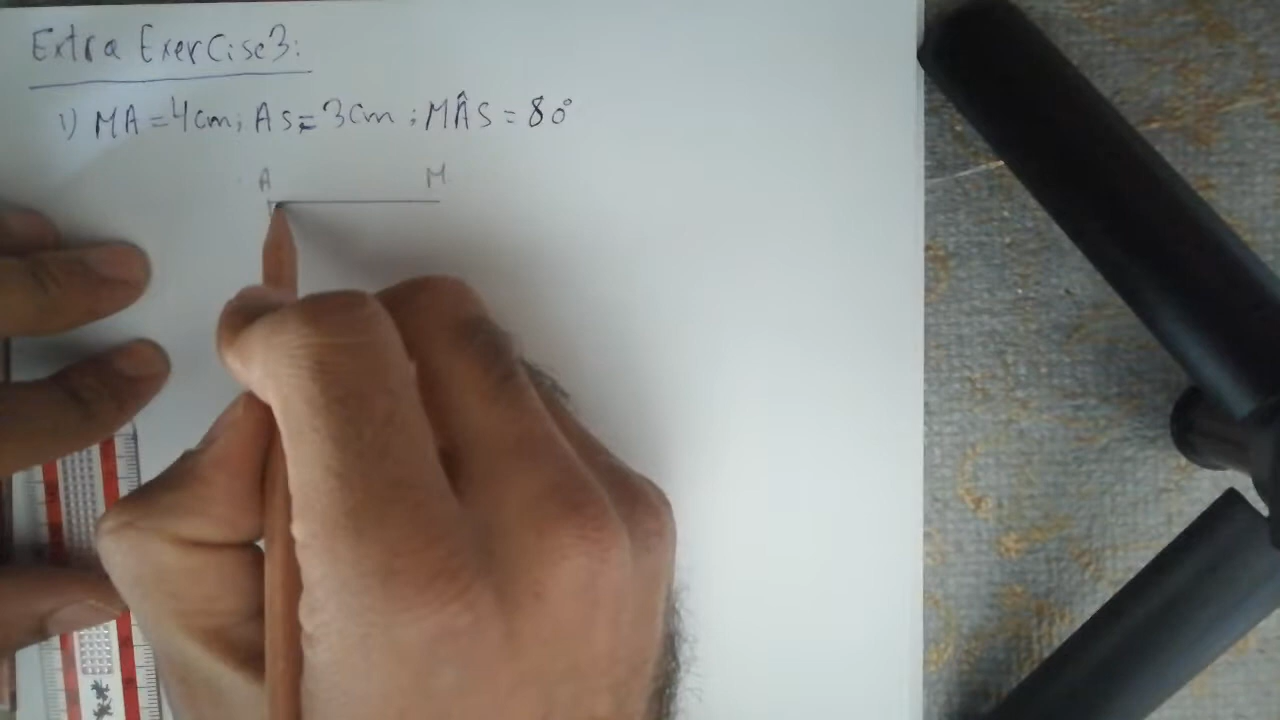 Extra Exercise3:
1) MA=4cm; AS=3cm; MÂS = 80°
A M